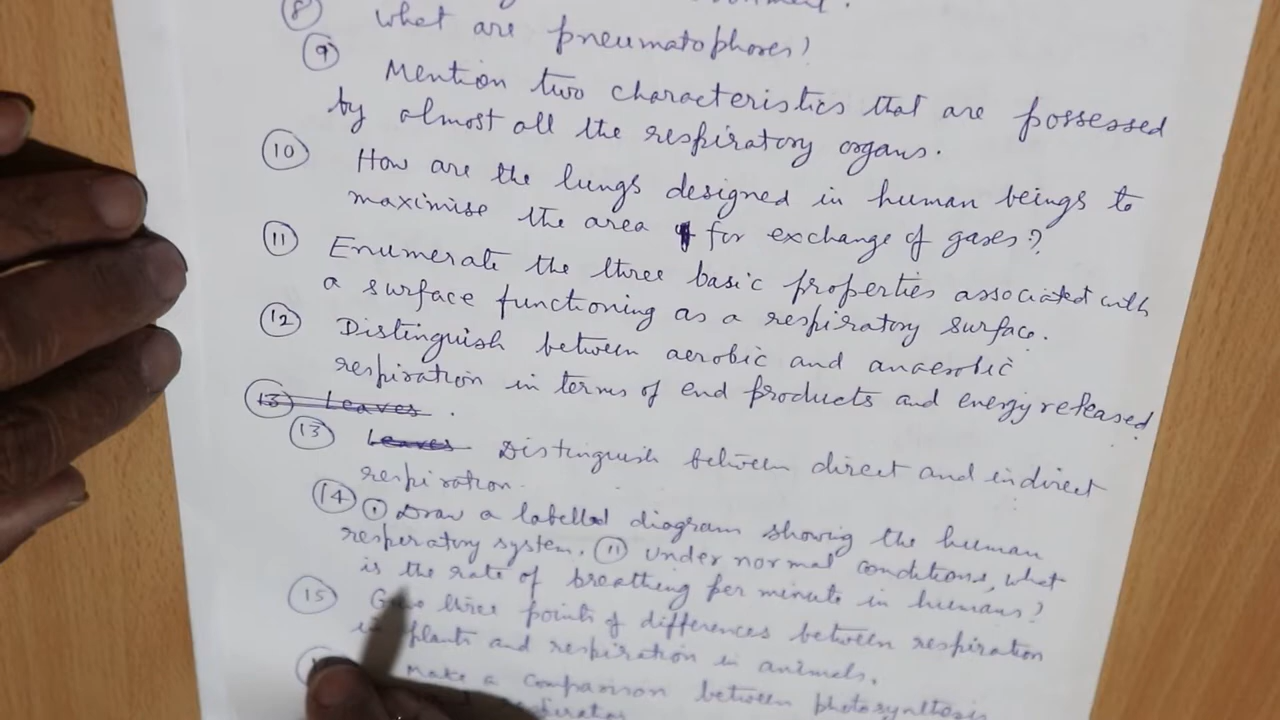 8 What are pneumatophores?
9 Mention two characteristics that are possessed
by almost all the respiratory organs.
10 How are the lungs designed in human beings to
maximise the area for exchange of gases?
11 Enumerate the three basic properties associated with
a surface functioning as a respiratory surface.
12 Distinguish between aerobic and anaerobic
respiration in terms of end products and energy released
13 Leaves .
13 Leaves Distinguish between direct and indirect
respiration.
14 (i) Draw a labelled diagram showing the human
respiratory system. (ii) Under normal conditions, what
is the rate of breathing per minute in humans?
15 three points of differences between respiration
plants and respiration in animals.
Make a comparison between photosynthesis